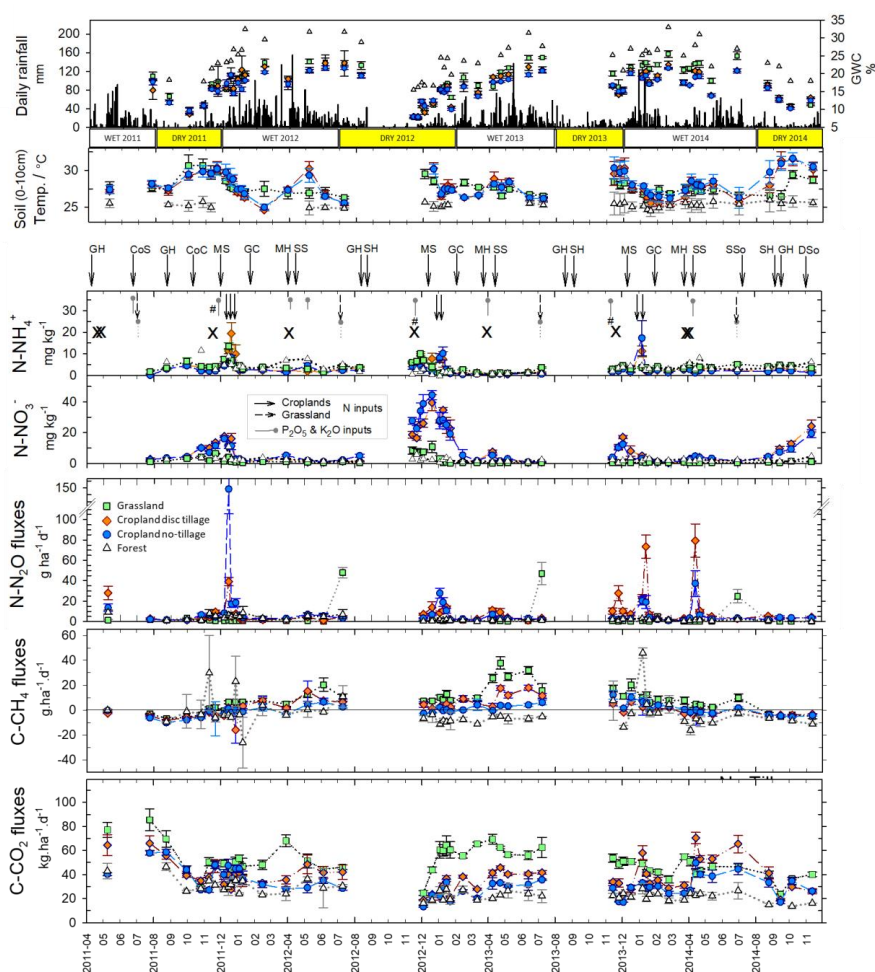 200
160
120
80
40
0
Daily rainfall
mm
35
30
25
20
15
10
5
GWC
%
WET 2011 DRY 2011 WET 2012 DRY 2012 WET 2013 DRY 2013 WET 2014 DRY 2014
Soil (0-10cm)
Temp. / °C
30
25
GH CoS GH CoC MS GC MH SS GH SH MS GC MH SS GH SH MS GC MH SS SSo SH GH DSo
N-NH₄⁺
mg kg⁻¹
30
20
10
0
# X X X # X X # X X
N-NO₃⁻
mg kg⁻¹
40
20
0
Croplands
Grassland
N inputs
P₂O₅ & K₂O inputs
N-N₂O fluxes
g ha⁻¹ d⁻¹
150
100
80
60
40
20
0
Grassland
Cropland disc tillage
Cropland no-tillage
Forest
C-CH₄ fluxes
g.ha⁻¹.d⁻¹
60
40
20
0
-20
-40
C-CO₂ fluxes
kg.ha⁻¹.d⁻¹
100
80
60
40
20
0
2011-04 05 06 07 2011-08 09 10 11 2011-12 01 02 03 2012-04 05 06 07 2012-08 09 10 11 2012-12 01 02 03 2013-04 05 06 07 2013-08 09 10 11 2013-12 01 02 03 2014-04 05 06 07 2014-08 09 10 11